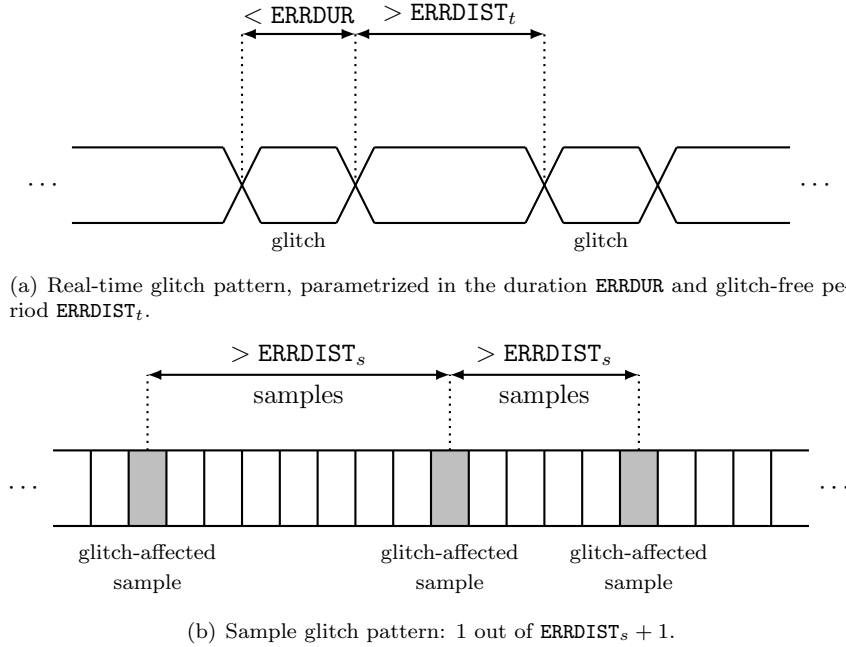 < ERRDUR > ERRDIST_t
... ...
glitch glitch
(a) Real-time glitch pattern, parametrized in the duration ERRDUR and glitch-free pe-
riod ERRDIST_t.
> ERRDIST_s > ERRDIST_s
samples samples
... ...
glitch-affected glitch-affected glitch-affected
sample sample sample
(b) Sample glitch pattern: 1 out of ERRDIST_s + 1.